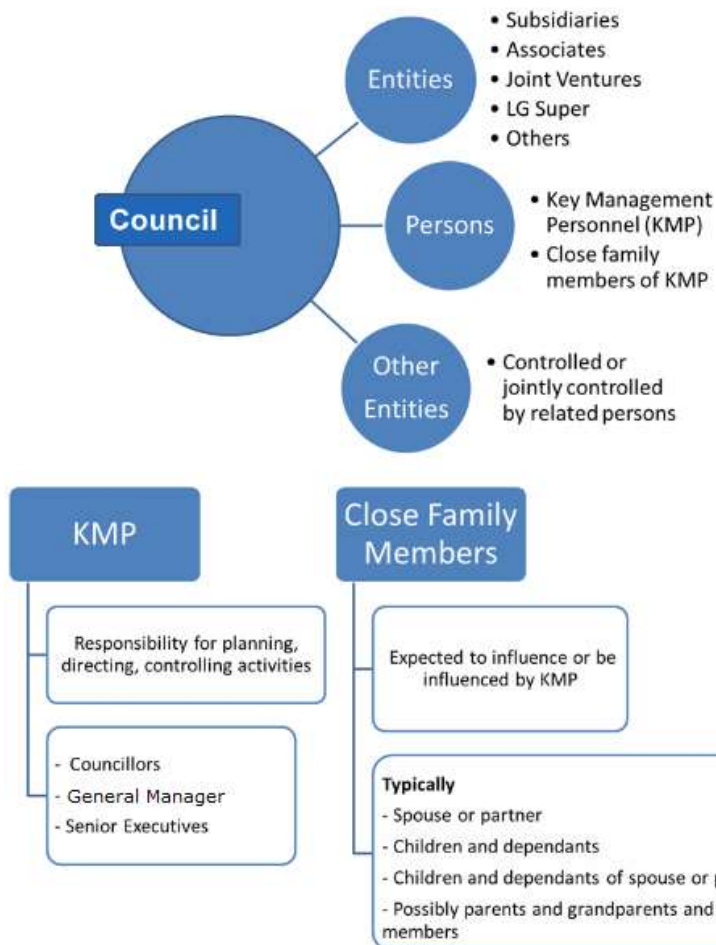 Entities
• Subsidiaries
• Associates
• Joint Ventures
• LG Super
• Others
Council
Persons
• Key Management
Personnel (KMP)
• Close family
members of KMP
Other
Entities
• Controlled or
jointly controlled
by related persons
KMP
Responsibility for planning,
directing, controlling activities
- Councillors
- General Manager
- Senior Executives
Close Family
Members
Expected to influence or be
influenced by KMP
Typically
- Spouse or partner
- Children and dependants
- Children and dependants of spouse or
- Possibly parents and grandparents and
members